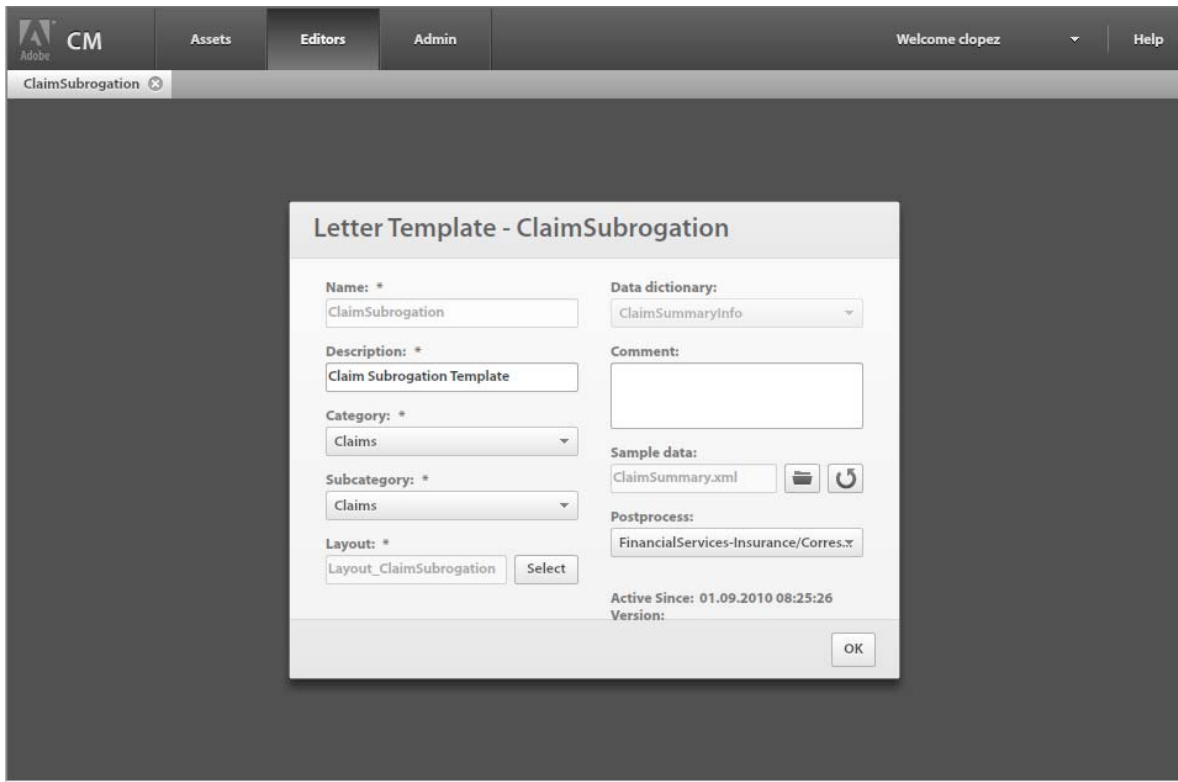 Adobe
CM
Assets
Editors
Admin
Welcome clopez
Help
ClaimSubrogation
Letter Template - ClaimSubrogation
Name: *
ClaimSubrogation
Description: *
Claim Subrogation Template
Category: *
Claims
Subcategory: *
Claims
Layout: *
Layout_ClaimSubrogation
Select
Data dictionary:
ClaimSummaryInfo
Comment:
Sample data:
ClaimSummary.xml
Postprocess:
FinancialServices-Insurance/Corres...
Active Since: 01.09.2010 08:25:26
Version:
OK